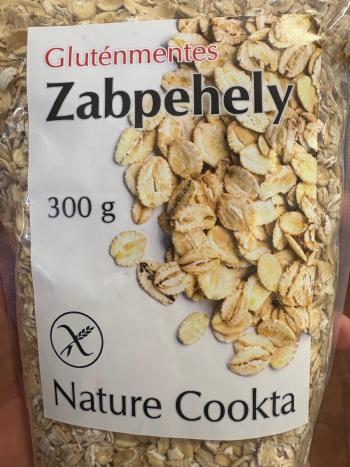 Gluténmentes
Zabpehely
300 g
Nature Cookta